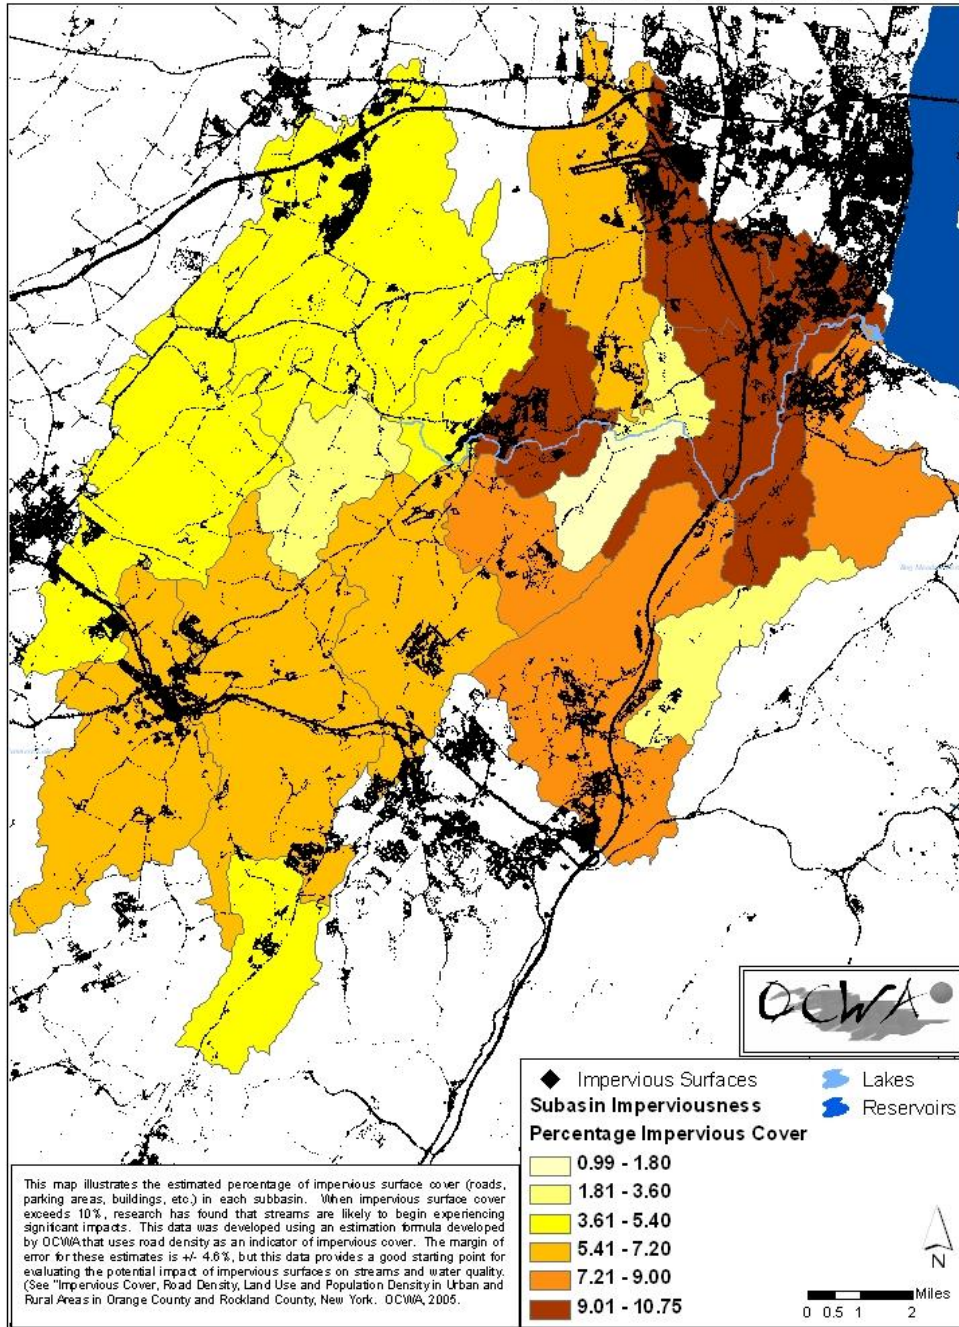 OCWA
Impervious Surfaces
Lakes
Subasin Imperviousness
Reservoirs
Percentage Impervious Cover
0.99 - 1.80
1.81 - 3.60
3.61 - 5.40
5.41 - 7.20
7.21 - 9.00
9.01 - 10.75
N
Miles
0 0.5 1 2
This map illustrates the estimated percentage of impervious surface cover (roads,
parking areas, buildings, etc.) in each subbasin. When impervious surface cover
exceeds 10%, research has found that streams are likely to begin experiencing
significant impacts. This data was developed using an estimation formula developed
by OCWA that uses road density as an indicator of impervious cover. The margin of
error for these estimates is +/- 4.6%, but this data provides a good starting point for
evaluating the potential impact of impervious surfaces on streams and water quality.
(See "Impervious Cover, Road Density, Land Use and Population Density in Urban and
Rural Areas in Orange County and Rockland County, New York. OCWA, 2005.